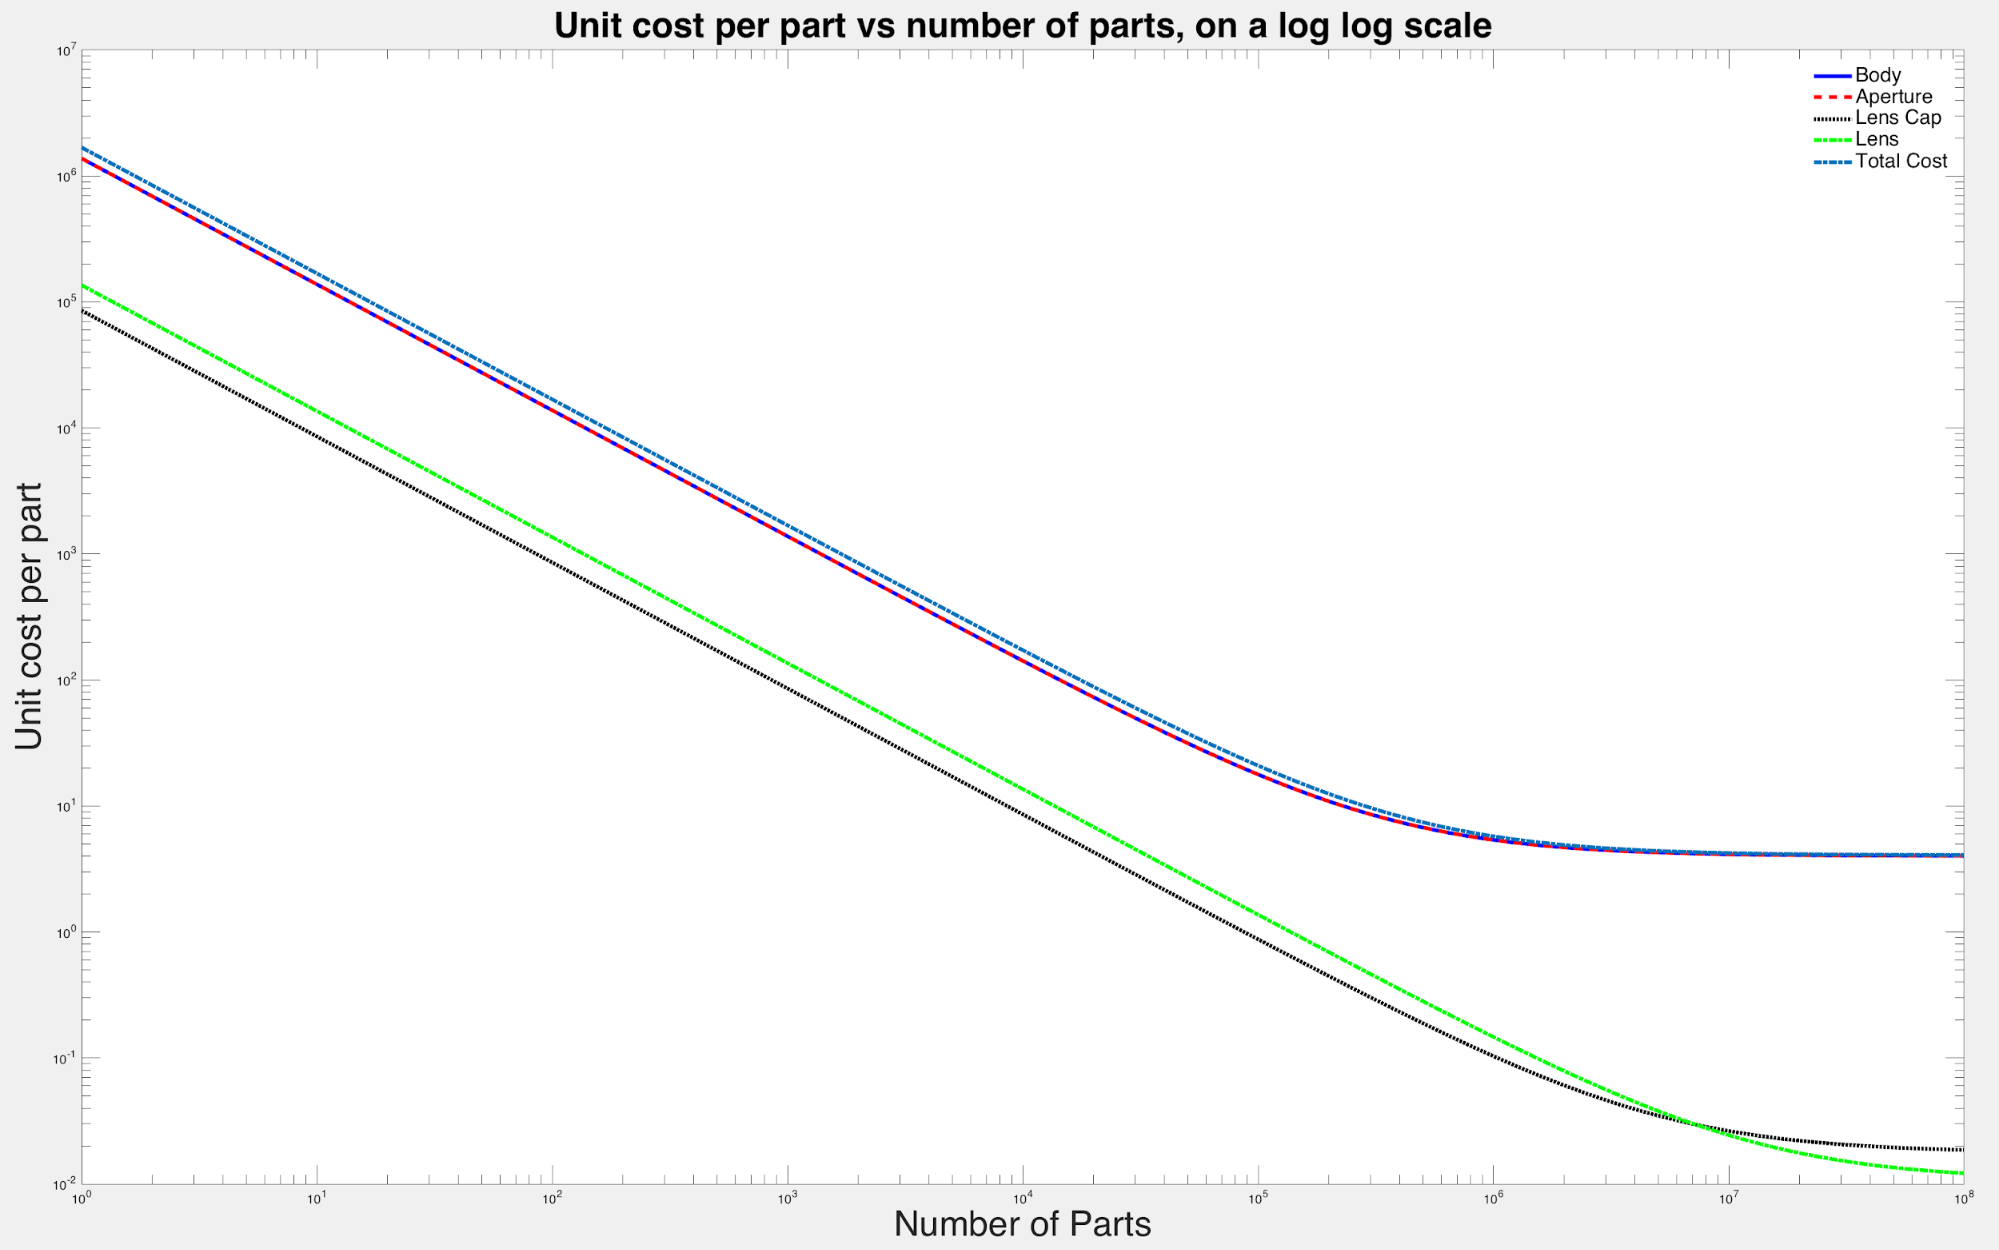 Unit cost per part vs number of parts, on a log log scale
Body
Aperture
Lens Cap
Lens
Total Cost
Unit cost per part
10^7
10^6
10^5
10^4
10^3
10^2
10^1
10^0
10^-1
10^-2
10^0 10^1 10^2 10^3 10^4 10^5 10^6 10^7 10^8
Number of Parts